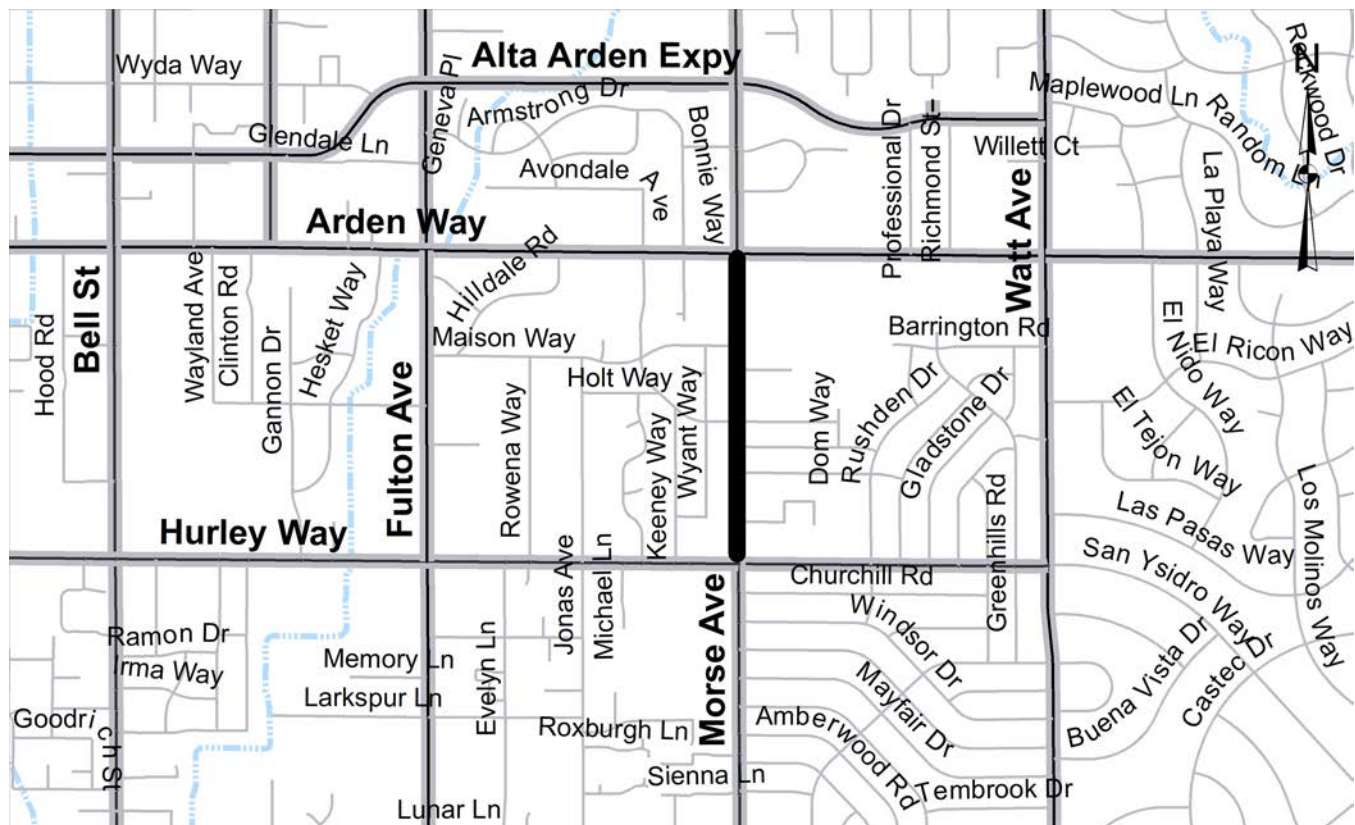 Alta Arden Expy
Wyda Way
Geneva Pl
Armstrong Dr
Glendale Ln
Avondale Ave
Bonnie Way
Professional Dr
Richmond St
Maplewood Ln
Random L
Rockwood Dr
N
Willett Ct
La Playa Way
Arden Way
Watt Ave
Hilldale Rd
Bell St
Hood Rd
Wayland Ave
Clinton Rd
Gannon Dr
Hesket Way
Fulton Ave
Maison Way
Holt Way
Rowena Way
Keeney Way
Wyant Way
Barrington Rd
Dom Way
Rushden Dr
Gladstone Dr
Greenhills Rd
El Nido Way
El Ricon Way
El Tejon Way
Las Pasas Way
Los Molinos Way
San Ysidro Way
Hurley Way
Jonas Ave
Michael Ln
Morse Ave
Churchill Rd
Windsor Dr
Mayfair Dr
Amberwood Rd
Tembrook Dr
Buena Vista Dr
Castec Dr
Ramon Dr
Irma Way
Memory Ln
Larkspur Ln
Evelyn Ln
Goodrich St
Roxburgh Ln
Sienna Ln
Lunar Ln